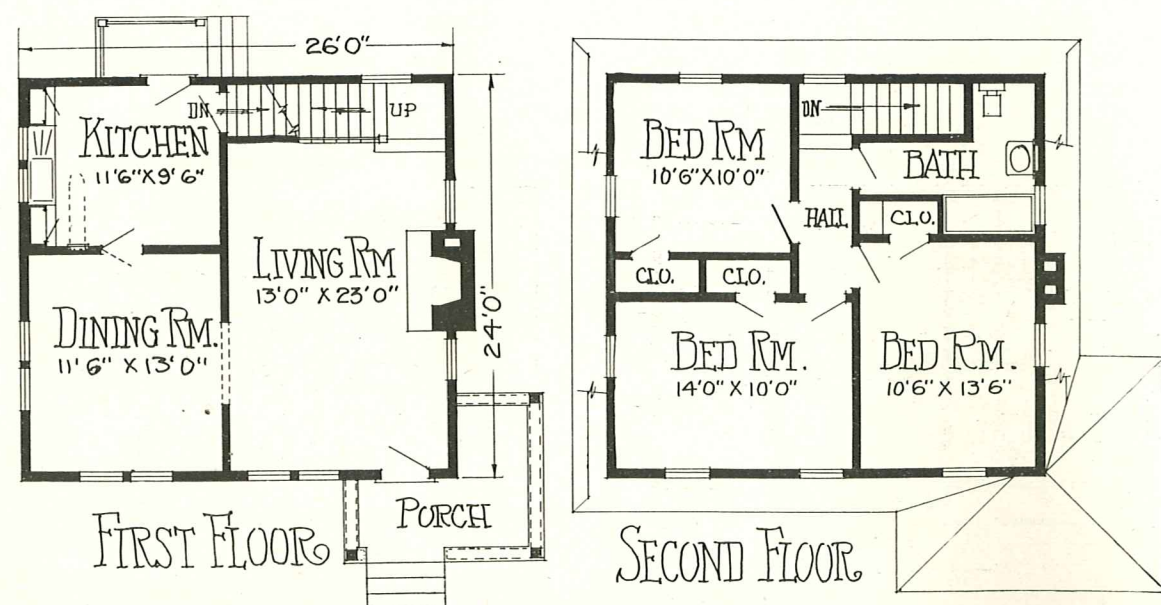 26'0"
DN
UP
KITCHEN
11'6"X9'6"
LIVING RM
13'0" X 23'0"
24'0"
DINING RM.
11'6" X 13'0"
PORCH
FIRST FLOOR
DN
BED RM
10'6"X10'0"
BATH
HALL
CLO.
CLO.
CLO.
BED RM.
14'0" X 10'0"
BED RM.
10'6" X 13'6"
SECOND FLOOR